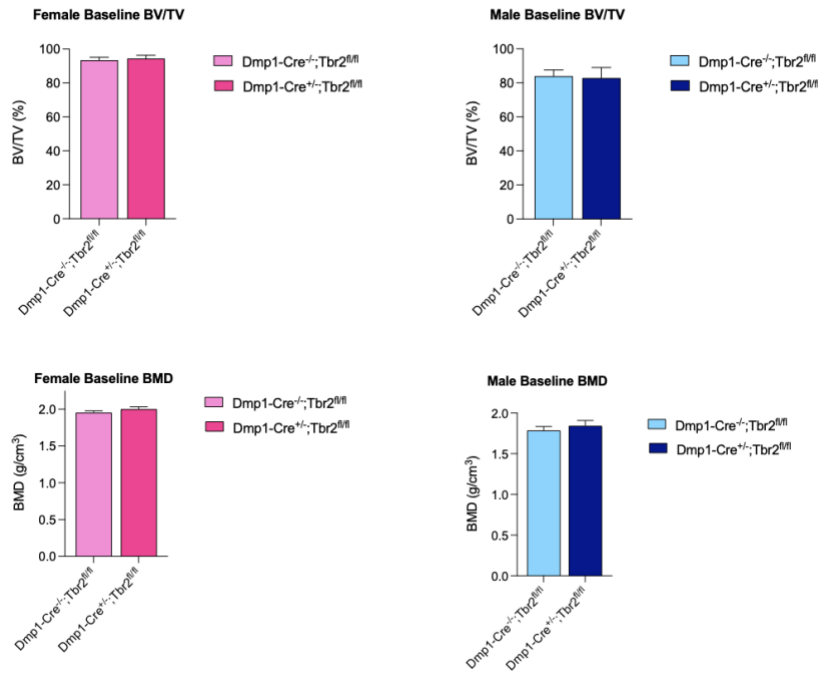 Female Baseline BV/TV
BV/TV (%)
100
80
60
40
20
0
Dmp1-Cre⁻/⁻;Tbr2fl/fl
Dmp1-Cre⁺/⁻;Tbr2fl/fl
Dmp1-Cre⁻/⁻;Tbr2fl/fl
Dmp1-Cre⁺/⁻;Tbr2fl/fl
Male Baseline BV/TV
BV/TV (%)
100
80
60
40
20
0
Dmp1-Cre⁻/⁻;Tbr2fl/fl
Dmp1-Cre⁺/⁻;Tbr2fl/fl
Dmp1-Cre⁻/⁻;Tbr2fl/fl
Dmp1-Cre⁺/⁻;Tbr2fl/fl
Female Baseline BMD
BMD (g/cm³)
2.0
1.5
1.0
0.5
0.0
Dmp1-Cre⁻/⁻;Tbr2fl/fl
Dmp1-Cre⁺/⁻;Tbr2fl/fl
Dmp1-Cre⁻/⁻;Tbr2fl/fl
Dmp1-Cre⁺/⁻;Tbr2fl/fl
Male Baseline BMD
BMD (g/cm³)
2.0
1.5
1.0
0.5
0.0
Dmp1-Cre⁻/⁻;Tbr2fl/fl
Dmp1-Cre⁺/⁻;Tbr2fl/fl
Dmp1-Cre⁻/⁻;Tbr2fl/fl
Dmp1-Cre⁺/⁻;Tbr2fl/fl